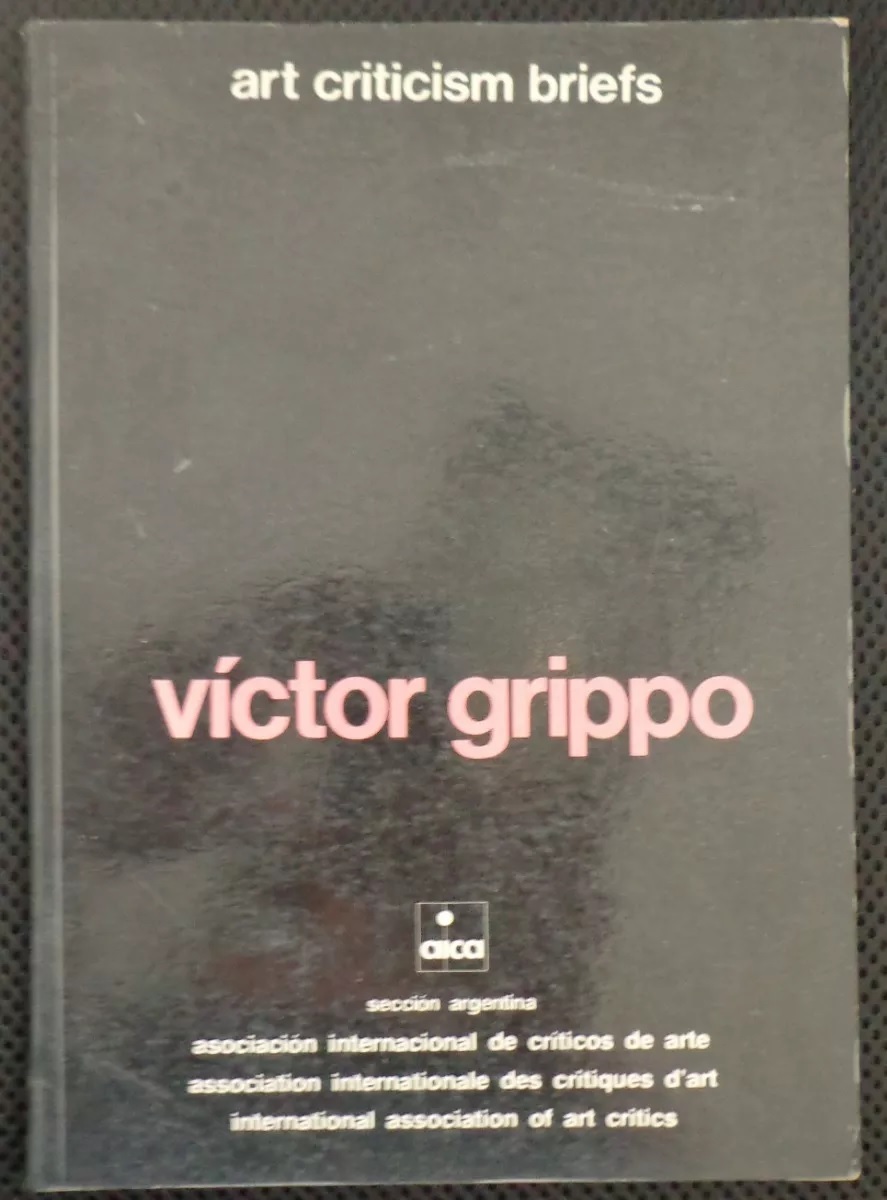 art criticism briefs
víctor grippo
aica
sección argentina
asociación internacional de críticos de arte
association internationale des critiques d'art
international association of art critics